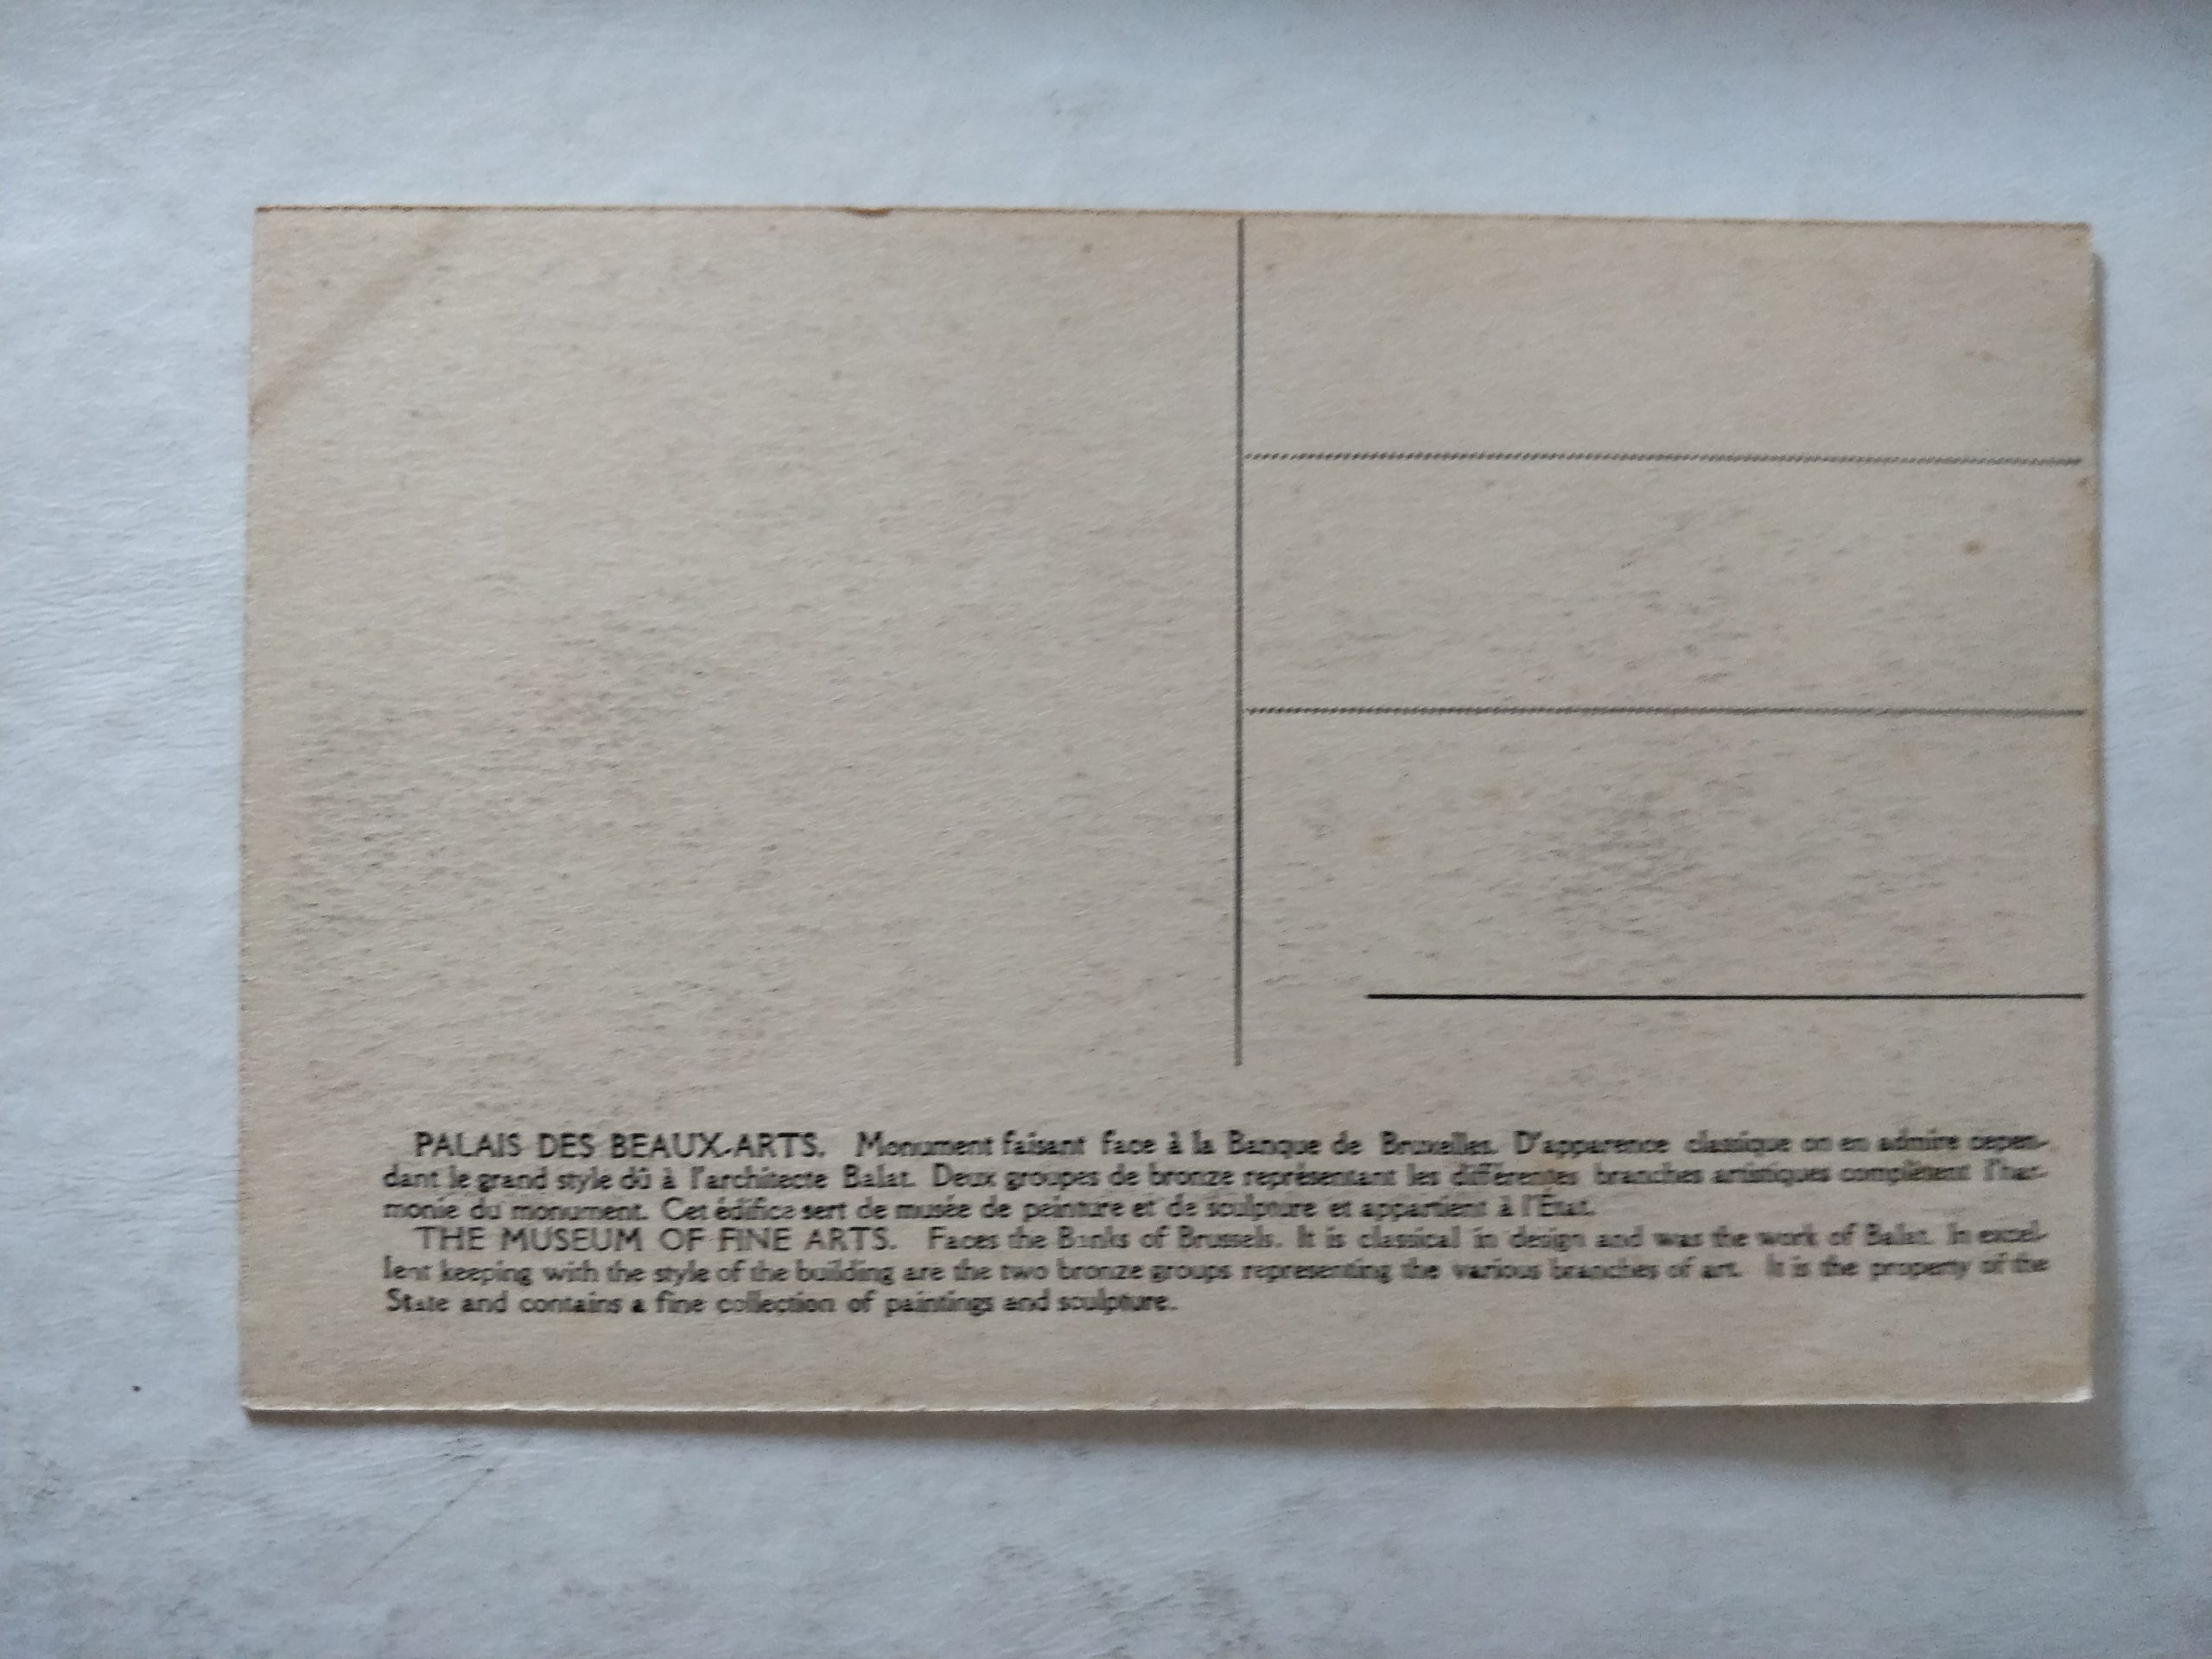 PALAIS DES BEAUX-ARTS. Monument faisant face à la Banque de Bruxelles. D'apparence classique on en admire cepen-
dant le grand style dû à l'architecte Balat. Deux groupes de bronze représentant les différentes branches artistiques complètent l'har-
monie du monument. Cet édifice sert de musée de peinture et de sculpture et appartient à l'État.
THE MUSEUM OF FINE ARTS. Faces the Banks of Brussels. It is classical in design and was the work of Balat. In excel-
lent keeping with the style of the building are the two bronze groups representing the various branches of art. It is the property of the
State and contains a fine collection of paintings and sculpture.